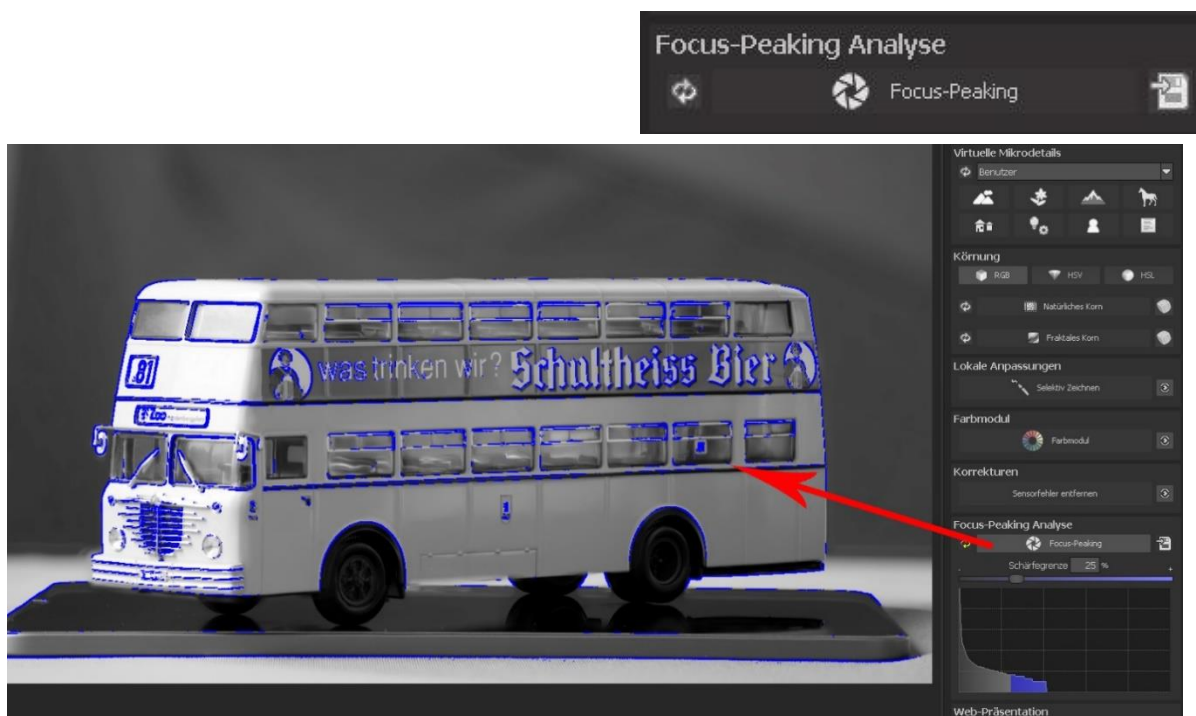 Focus-Peaking Analyse
Focus-Peaking
Virtuelle Mikrodetails
Benutzer
Körnung
RGB HSV HSL
Natürliches Korn
Fraktales Korn
Lokale Anpassungen
Selektiv Zeichnen
Farbmodul
Farbmodul
Korrekturen
Sensorfehler entfernen
Focus-Peaking Analyse
Focus-Peaking
Schärfegrenze 25 %
- +
Web-Präsentation
81
was trinken wir? Schultheiss Bier
Zoo